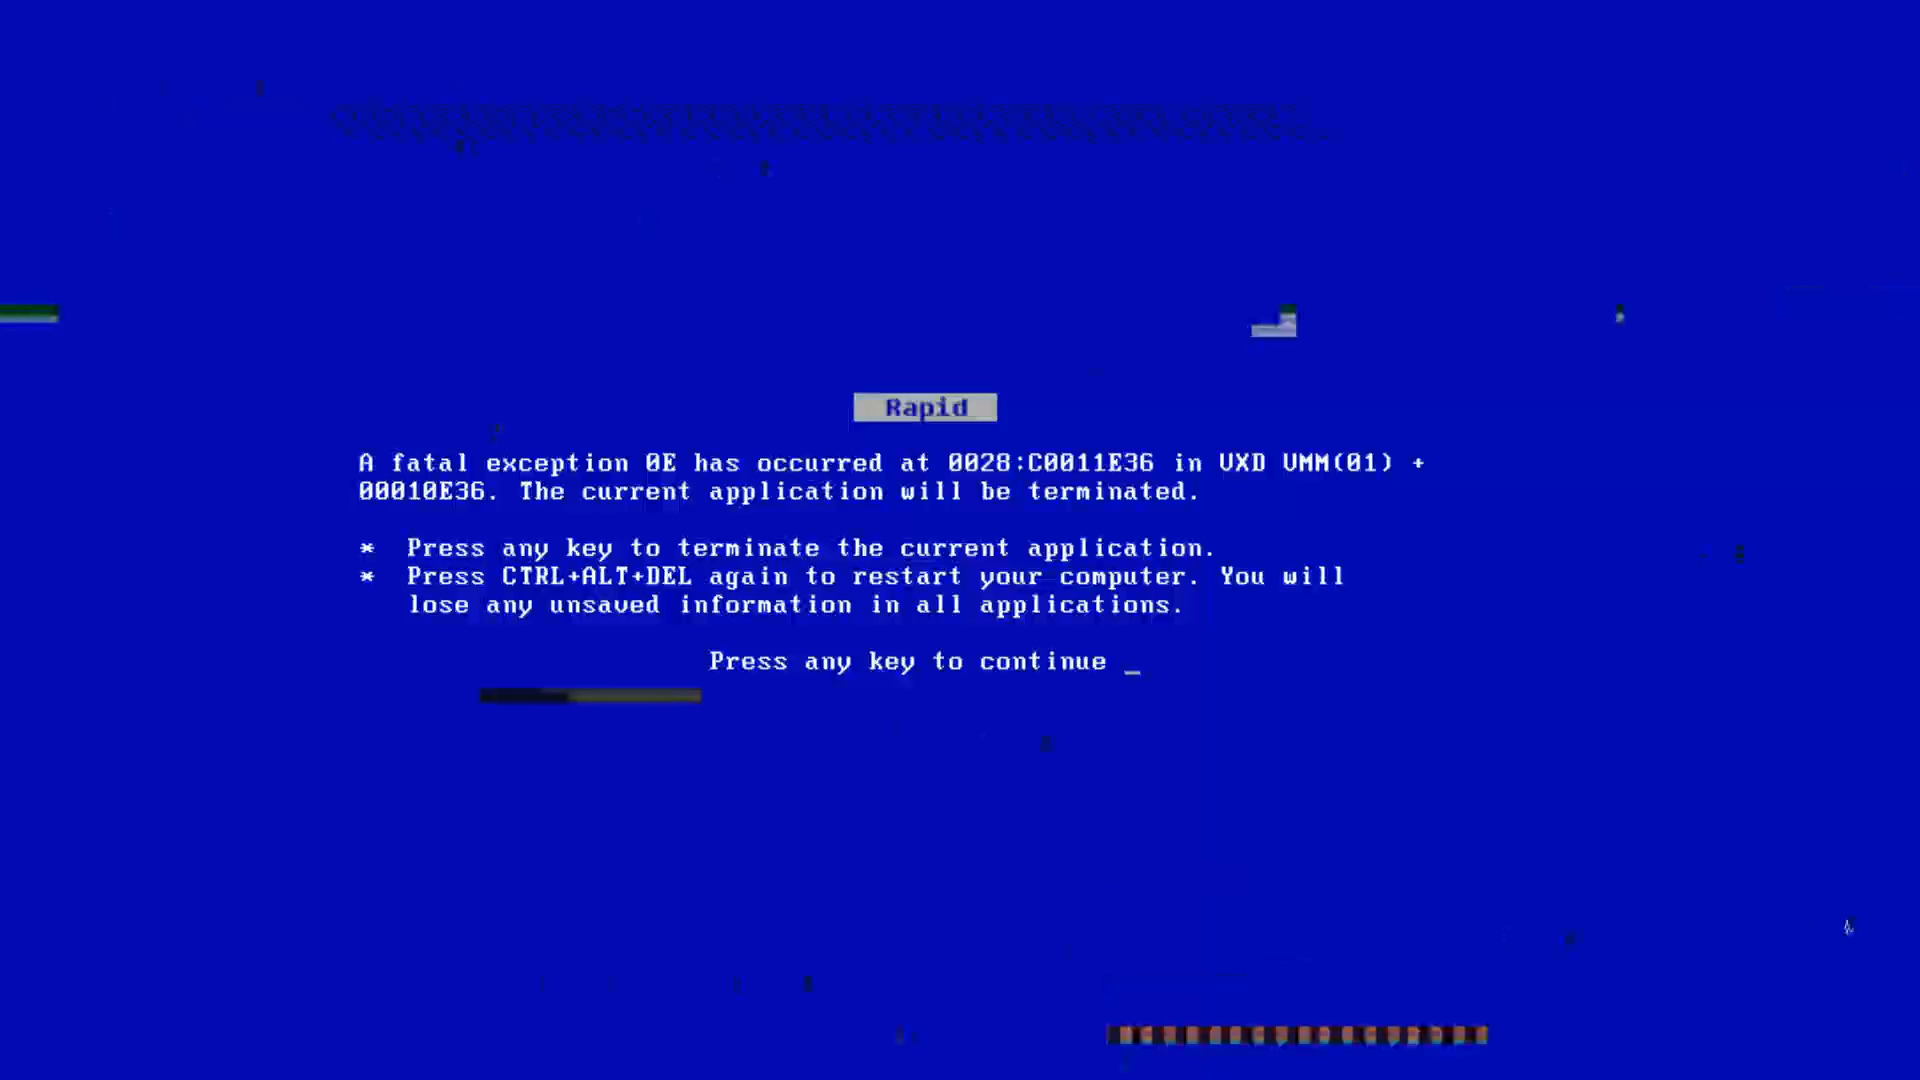 Rapid
A fatal exception 0E has occurred at 0028:C0011E36 in VXD VMM(01) +
00010E36. The current application will be terminated.
* Press any key to terminate the current application.
* Press CTRL+ALT+DEL again to restart your computer. You will
lose any unsaved information in all applications.
Press any key to continue _